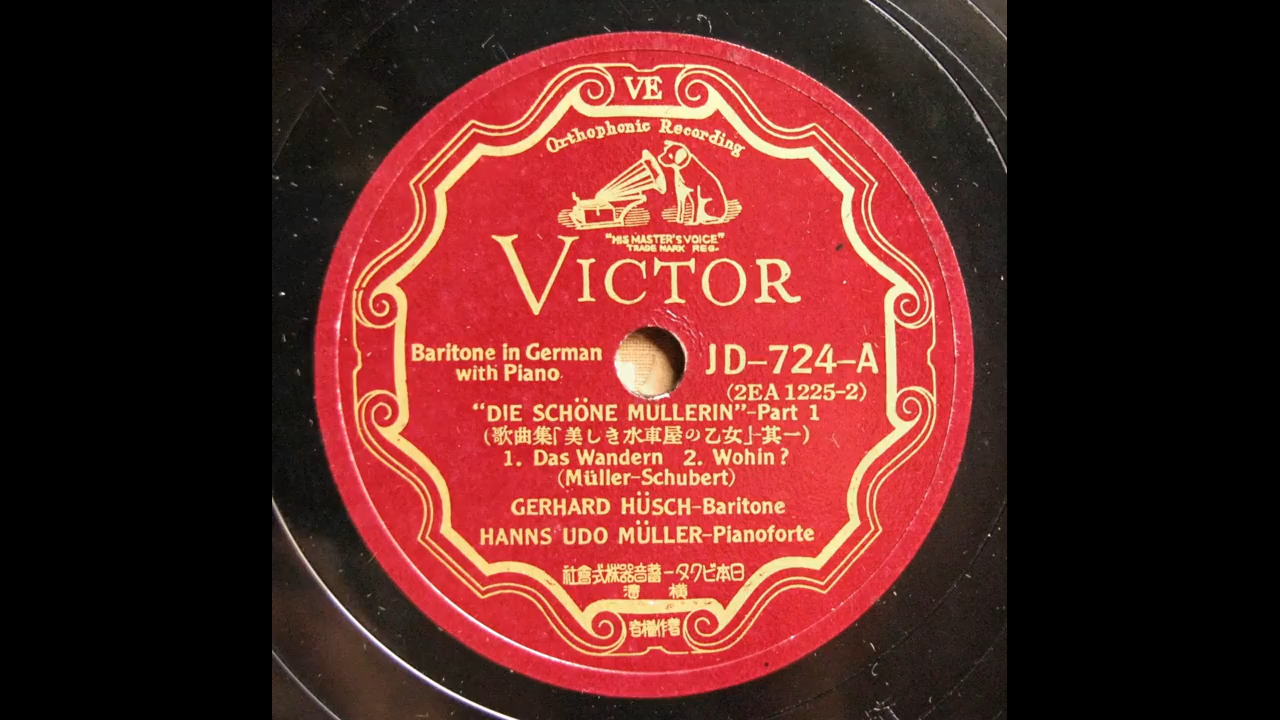 VE
Orthophonic Recording
"HIS MASTER'S VOICE"
TRADE MARK REG-
VICTOR
Baritone in German
with Piano
JD-724-A
(2EA 1225-2)
"DIE SCHÖNE MULLERIN"-Part 1
(歌曲集「美しき水車屋の乙女」-其一)
1. Das Wandern 2. Wohin?
(Müller-Schubert)
GERHARD HÜSCH-Baritone
HANNS UDO MÜLLER-Pianoforte
社會式株器音蓄ータクビ本日
濱 横
者權作著